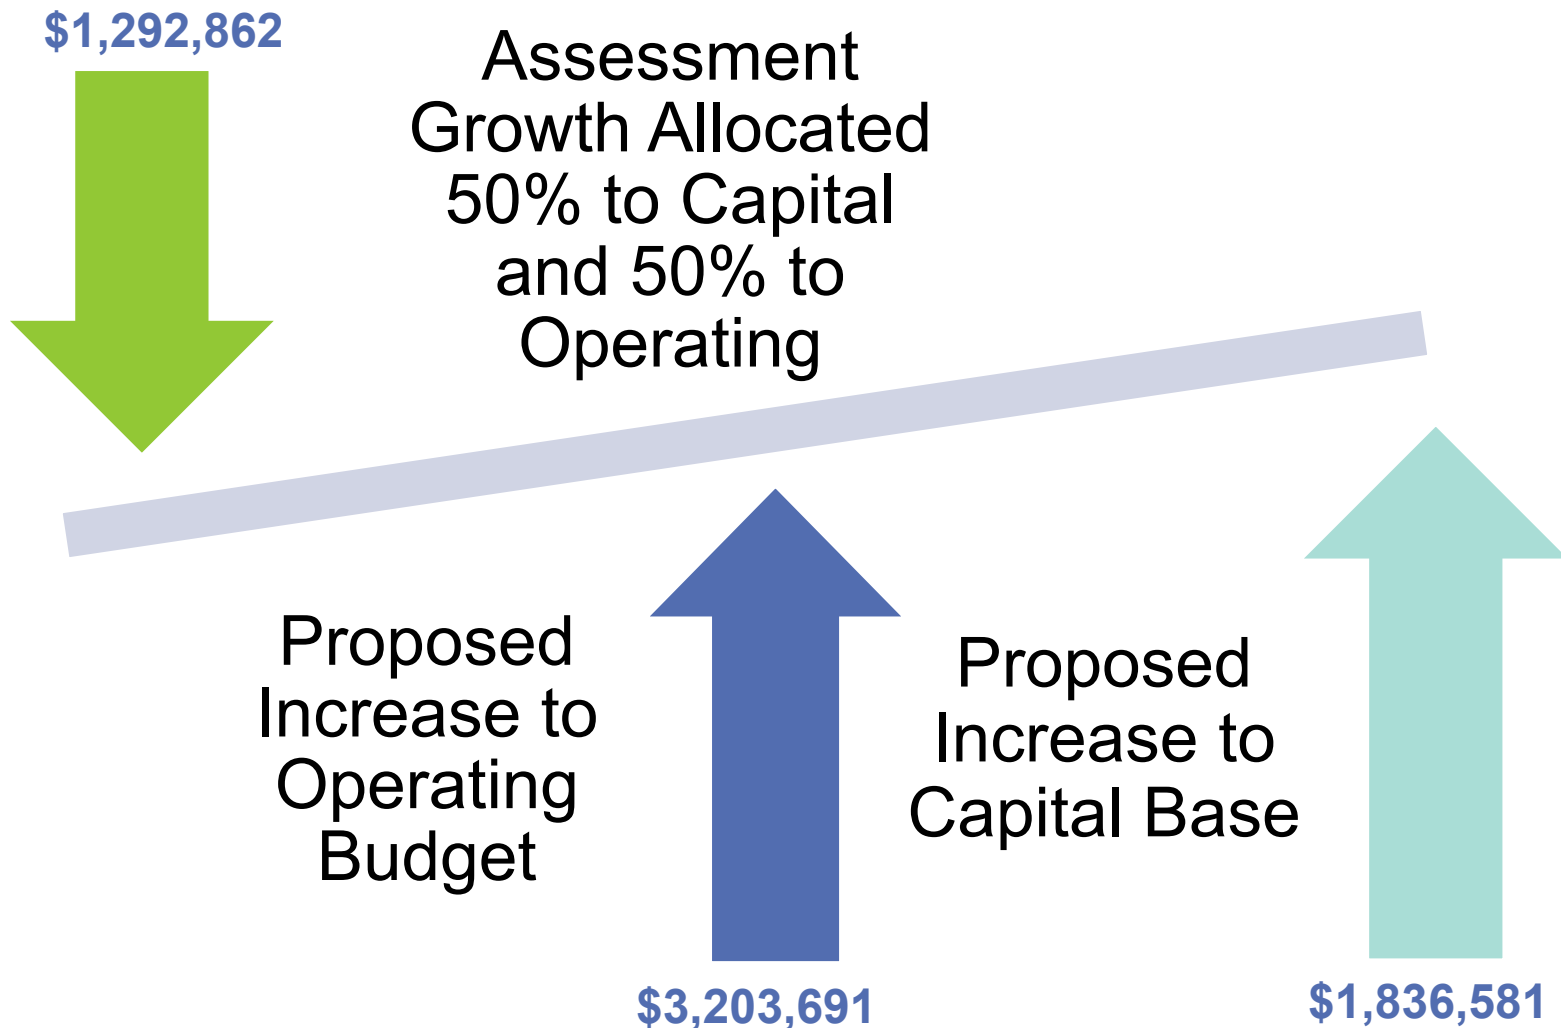 $1,292,862
Assessment
Growth Allocated
50% to Capital
and 50% to
Operating
Proposed
Increase to
Operating
Budget
$3,203,691
Proposed
Increase to
Capital Base
$1,836,581